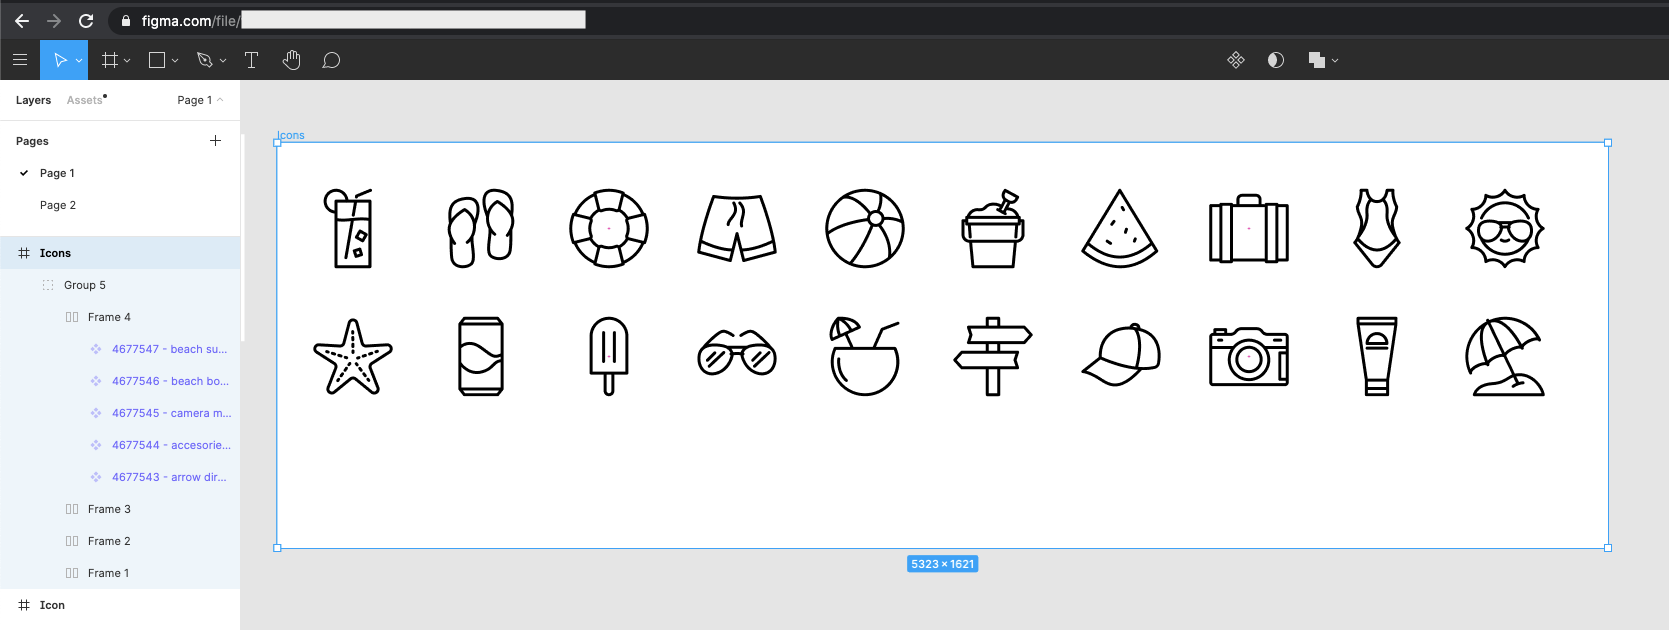 figma.com/file/
Layers Assets Page 1
Pages
Page 1
Page 2
Icons
Group 5
Frame 4
4677547 - beach su...
4677546 - beach bo...
4677545 - camera m...
4677544 - accesorie...
4677543 - arrow dir...
Frame 3
Frame 2
Frame 1
Icon
Icons
5323 × 1621